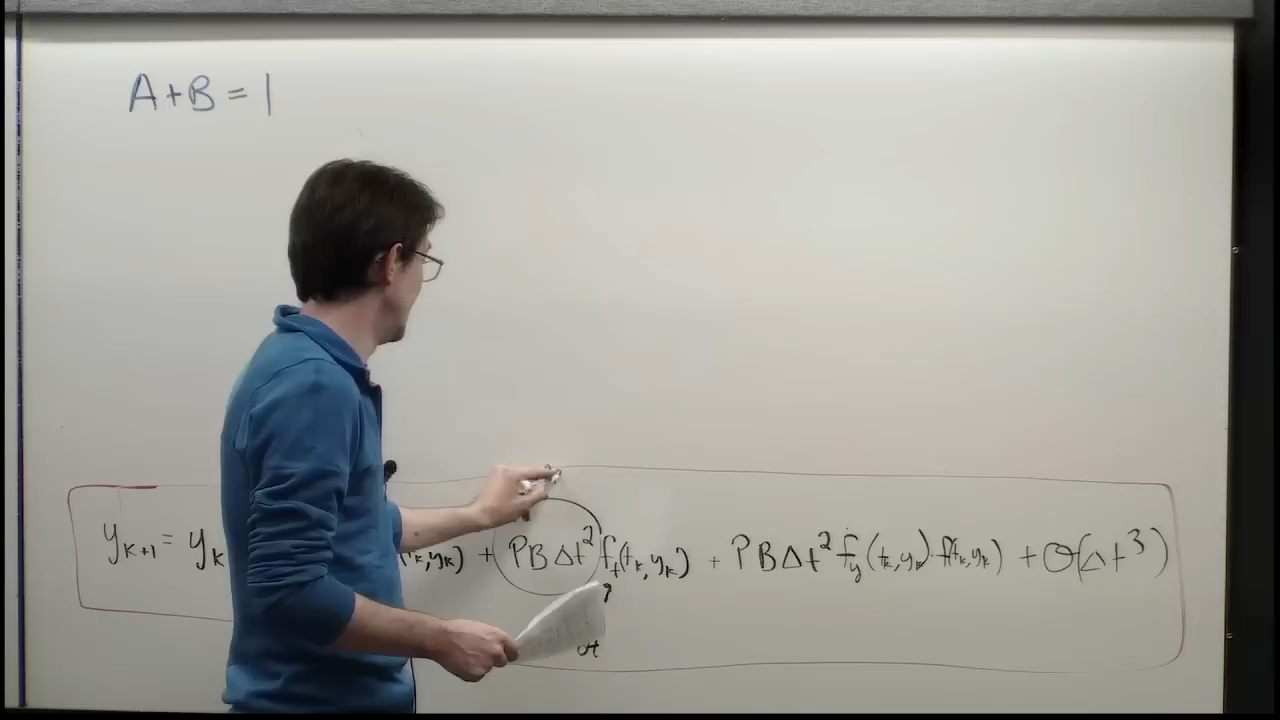 A+B=1
y_{k+1} = y_k (t_k, y_k) + PBΔt² f_t(t_k, y_k) + PBΔt² f_y(t_k, y_k)·f(t_k, y_k) + O(Δt³)
∂t